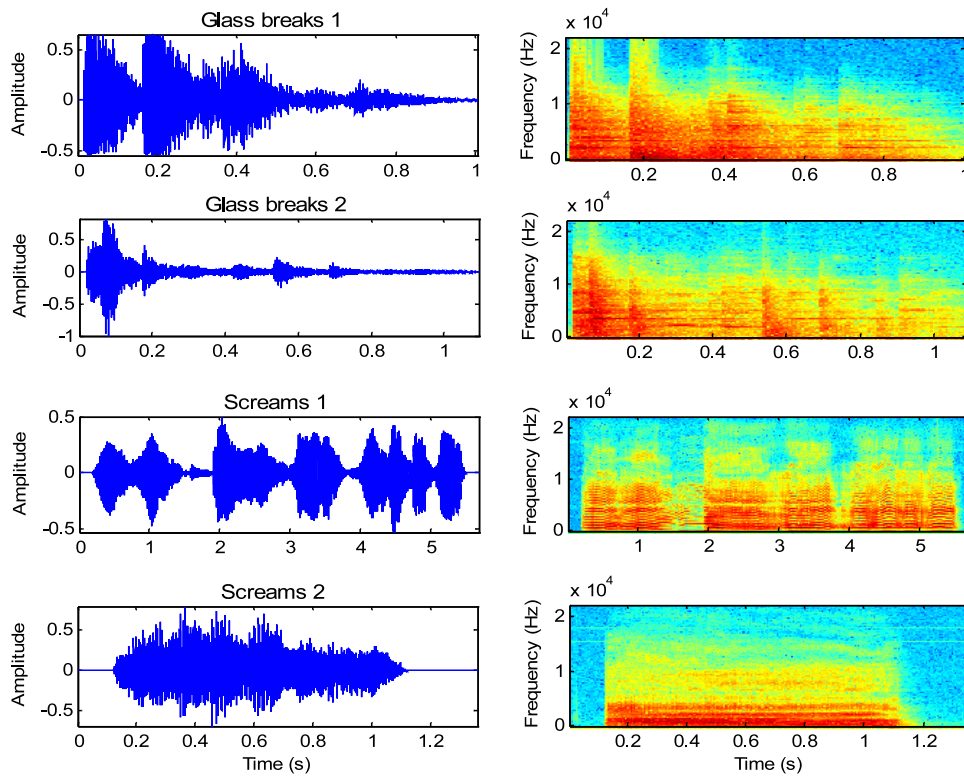 Glass breaks 1
Amplitude
0.5
0
-0.5
0 0.2 0.4 0.6 0.8 1
x 10^4
Frequency (Hz)
2
1
0
0.2 0.4 0.6 0.8 1
Glass breaks 2
Amplitude
0.5
0
-0.5
-1
0 0.2 0.4 0.6 0.8 1
x 10^4
Frequency (Hz)
2
1
0
0.2 0.4 0.6 0.8 1
Screams 1
Amplitude
0.5
0
-0.5
0 1 2 3 4 5
x 10^4
Frequency (Hz)
2
1
0
1 2 3 4 5
Screams 2
Amplitude
0.5
0
-0.5
0 0.2 0.4 0.6 0.8 1 1.2
Time (s)
x 10^4
Frequency (Hz)
2
1
0
0.2 0.4 0.6 0.8 1 1.2
Time (s)